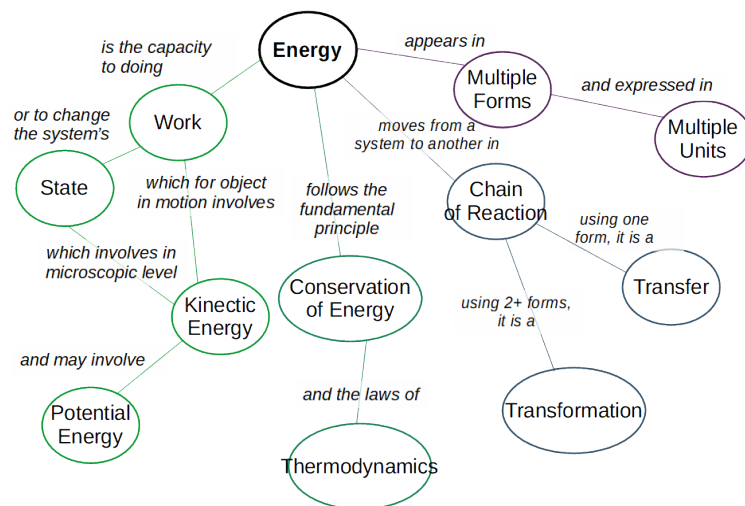 Energy
is the capacity
to doing
appears in
Multiple
Forms
and expressed in
Multiple
Units
Work
or to change
the system's
State
moves from a
system to another in
Chain
of Reaction
which for object
in motion involves
follows the
fundamental
principle
using one
form, it is a
Transfer
which involves in
microscopic level
Kinectic
Energy
Conservation
of Energy
using 2+ forms,
it is a
and may involve
Potential
Energy
and the laws of
Transformation
Thermodynamics